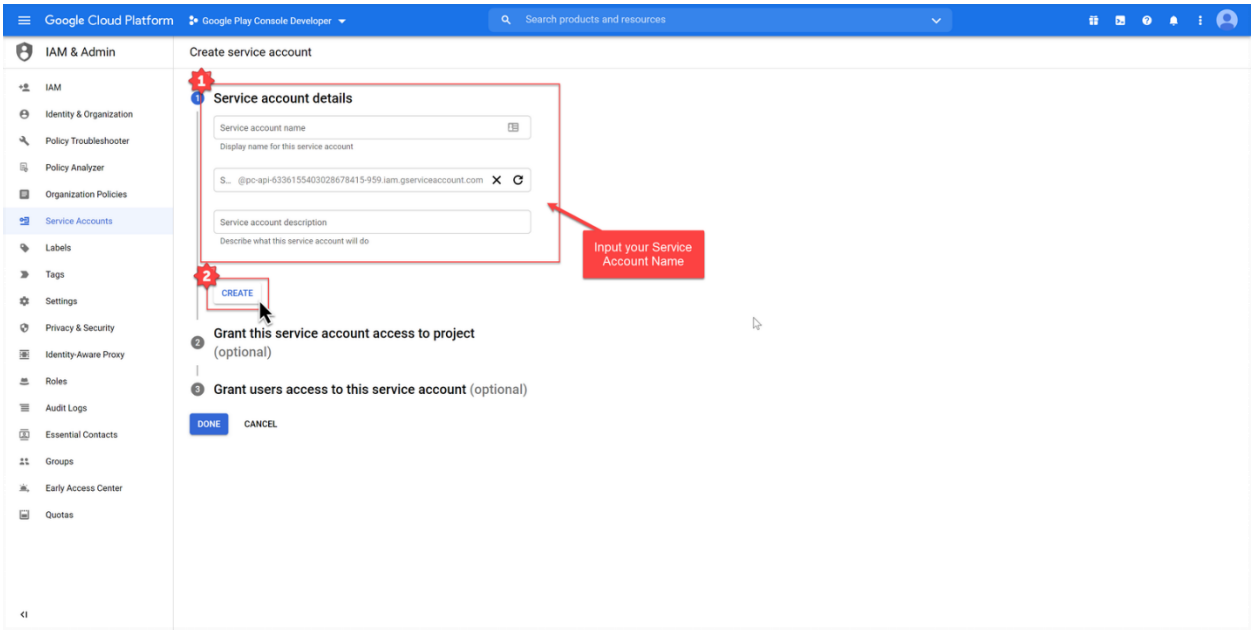 Google Cloud Platform
Google Play Console Developer
Search products and resources
IAM & Admin
Create service account
IAM
Identity & Organization
Policy Troubleshooter
Policy Analyzer
Organization Policies
Service Accounts
Labels
Tags
Settings
Privacy & Security
Identity-Aware Proxy
Roles
Audit Logs
Essential Contacts
Groups
Early Access Center
Quotas
1
1 Service account details
Service account name
Display name for this service account
S... @pc-api-6336155403028678415-959.iam.gserviceaccount.com
Service account description
Describe what this service account will do
Input your Service
Account Name
2
CREATE
2 Grant this service account access to project
(optional)
3 Grant users access to this service account (optional)
DONE CANCEL